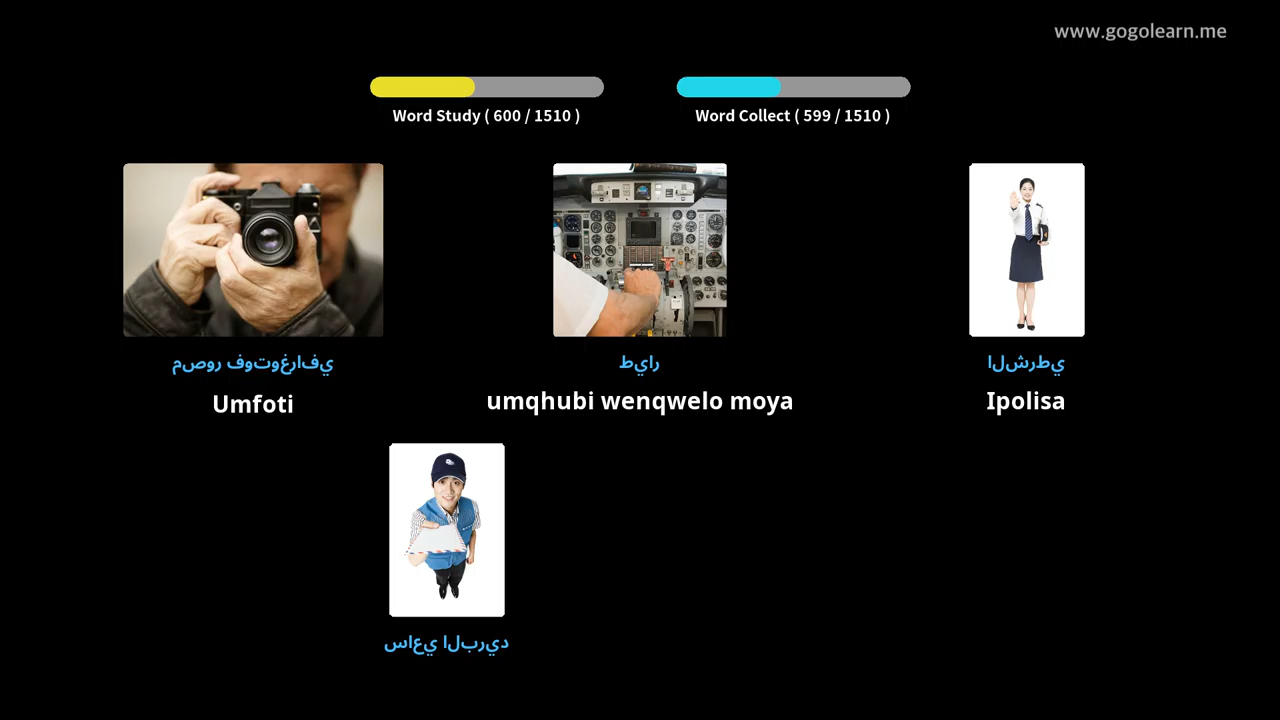 www.gogolearn.me
Word Study ( 600 / 1510 )
Word Collect ( 599 / 1510 )
مصور فوتوغرافي
Umfoti
طيار
umqhubi wenqwelo moya
الشرطي
Ipolisa
ساعي البريد